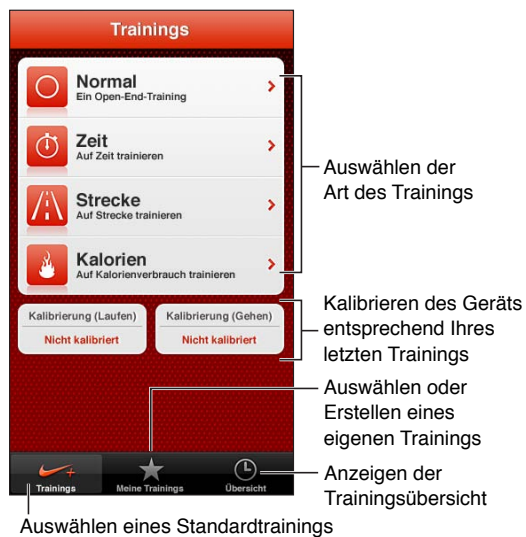 Trainings
Normal
Ein Open-End-Training
Zeit
Auf Zeit trainieren
Strecke
Auf Strecke trainieren
Kalorien
Auf Kalorienverbrauch trainieren
Auswählen der
Art des Trainings
Kalibrierung (Laufen)
Nicht kalibriert
Kalibrierung (Gehen)
Nicht kalibriert
Kalibrieren des Geräts
entsprechend Ihres
letzten Trainings
Auswählen oder
Erstellen eines
eigenen Trainings
Trainings
Meine Trainings
Übersicht
Anzeigen der
Trainingsübersicht
Auswählen eines Standardtrainings